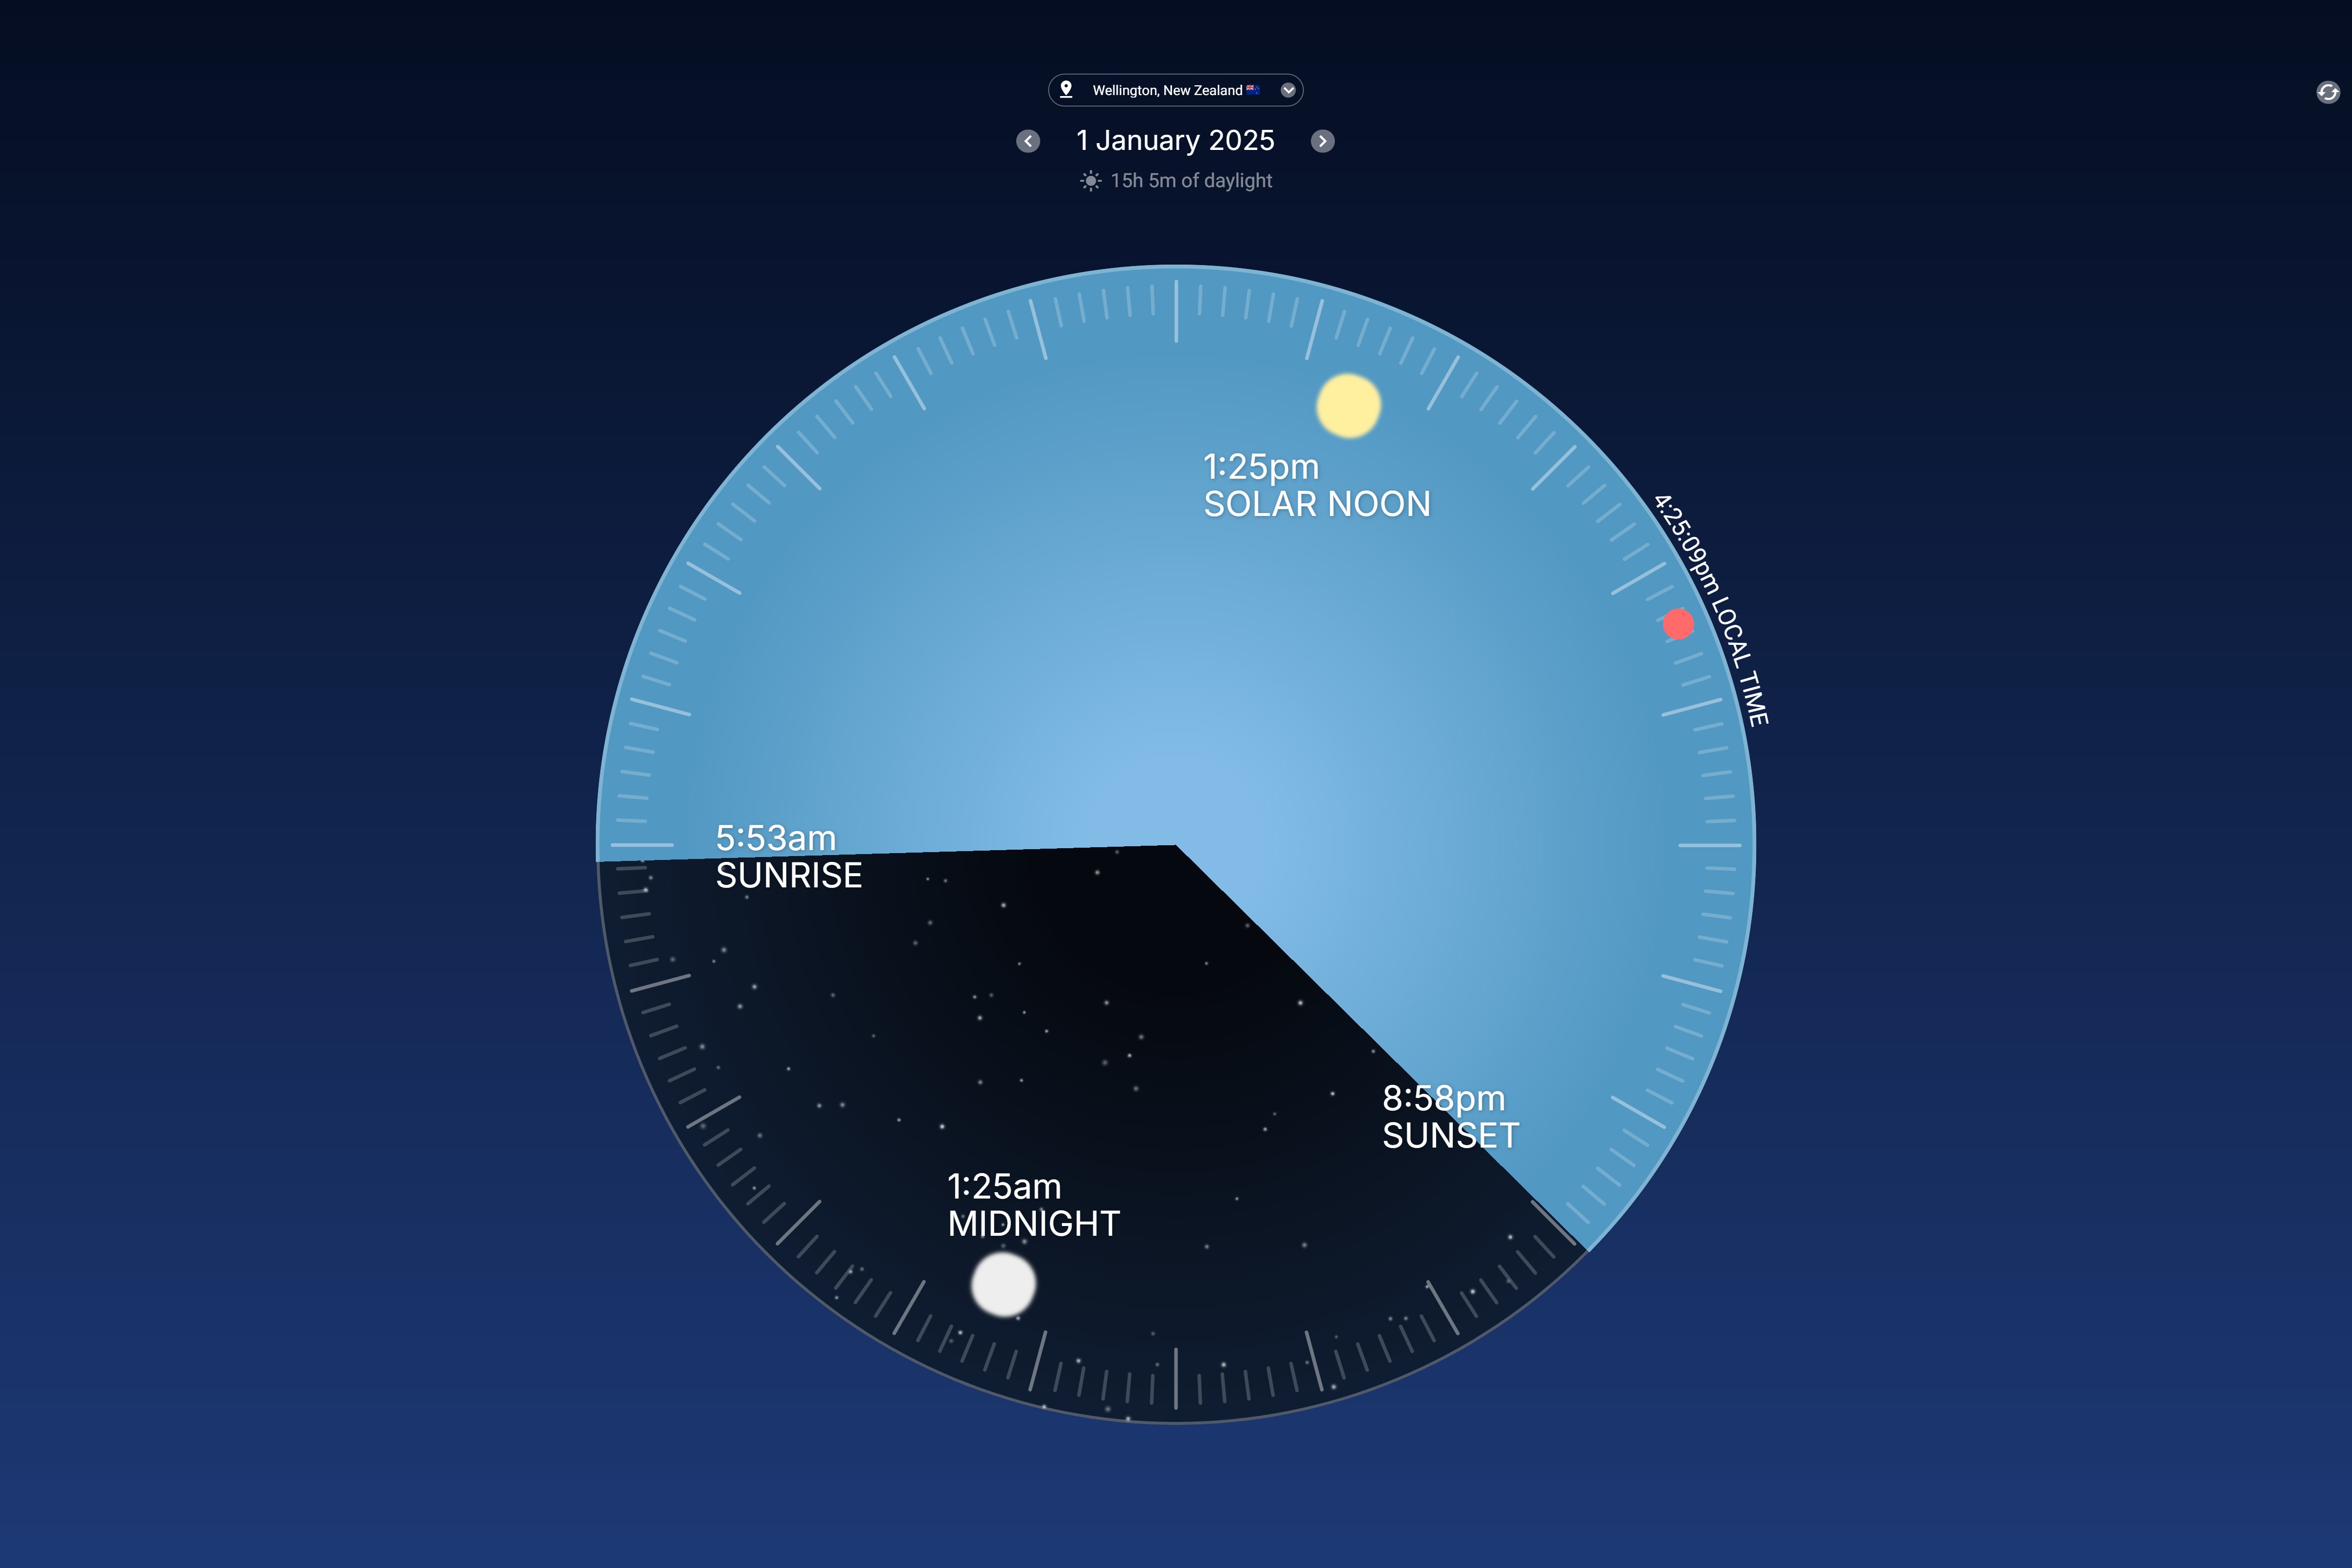 Wellington, New Zealand 🇳🇿
1 January 2025
15h 5m of daylight
1:25pm
SOLAR NOON
4:25:09pm LOCAL TIME
5:53am
SUNRISE
8:58pm
SUNSET
1:25am
MIDNIGHT